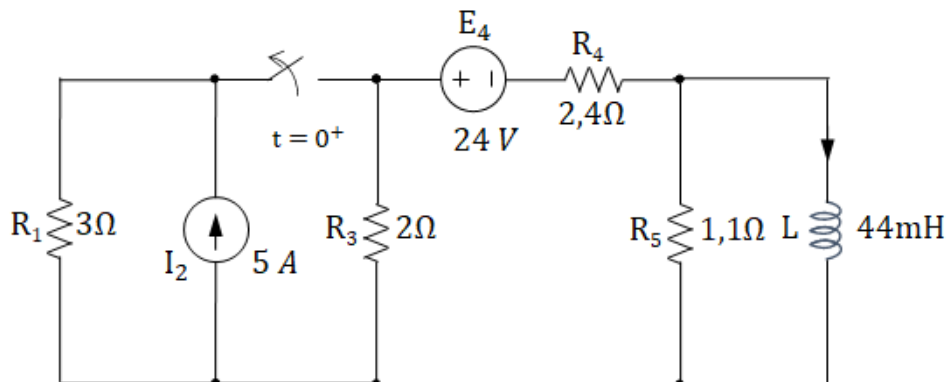 E₄
R₄
+ −
2,4Ω
t = 0⁺
24 V
R₁ 3Ω
R₃ 2Ω
R₅ 1,1Ω L 44mH
I₂ 5 A